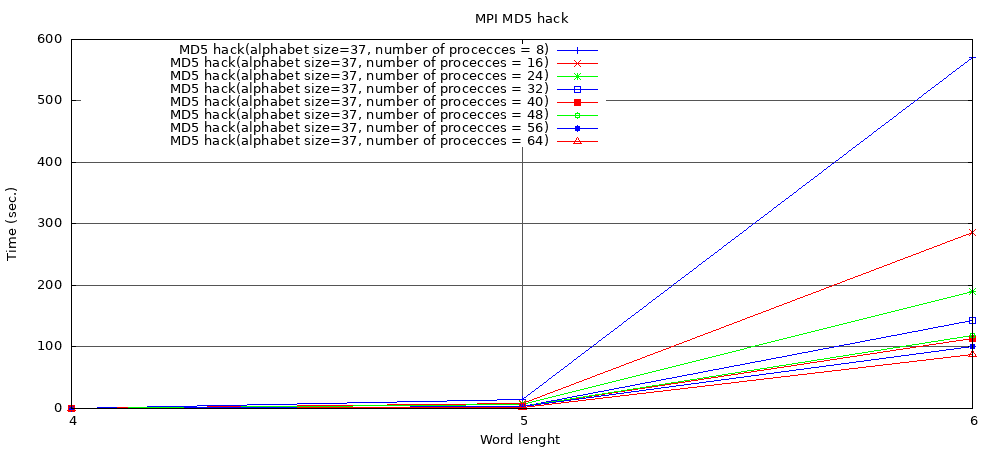 MPI MD5 hack
600
500
400
300
200
100
0
Time (sec.)
MD5 hack(alphabet size=37, number of procecces = 8)
MD5 hack(alphabet size=37, number of procecces = 16)
MD5 hack(alphabet size=37, number of procecces = 24)
MD5 hack(alphabet size=37, number of procecces = 32)
MD5 hack(alphabet size=37, number of procecces = 40)
MD5 hack(alphabet size=37, number of procecces = 48)
MD5 hack(alphabet size=37, number of procecces = 56)
MD5 hack(alphabet size=37, number of procecces = 64)
4 5 6
Word lenght